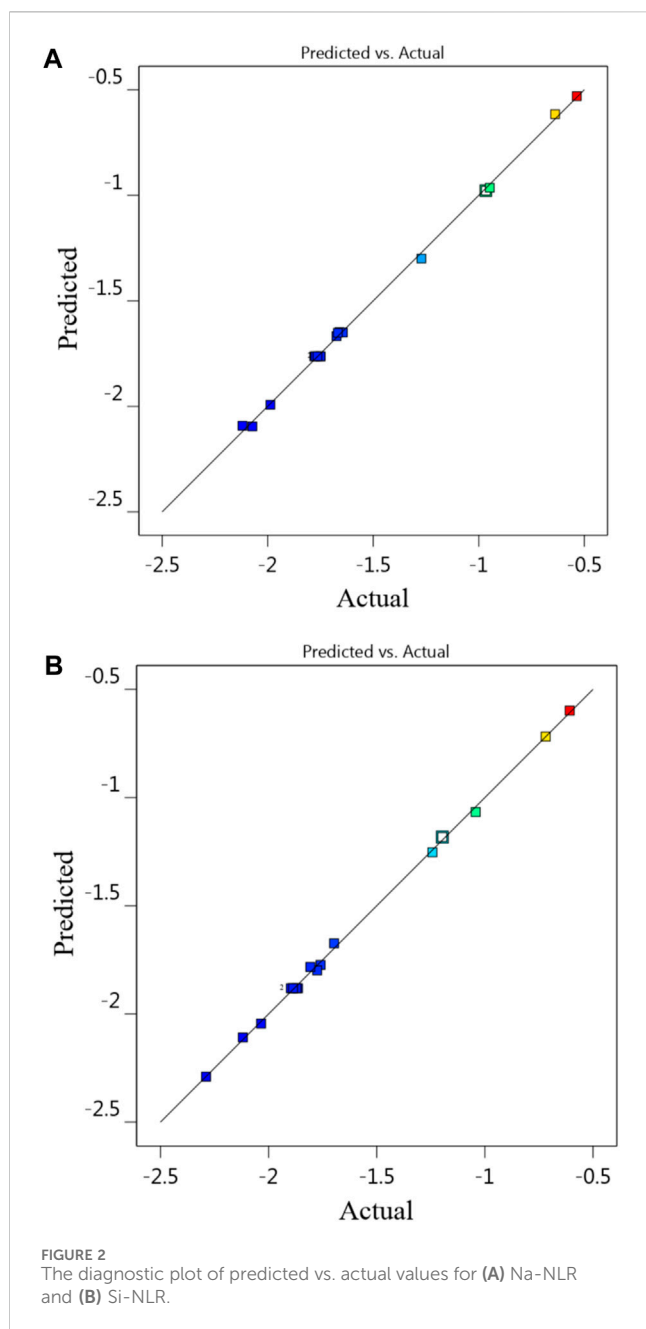 A
Predicted vs. Actual
-0.5
-1
-1.5
-2
-2.5
Predicted
-2.5 -2 -1.5 -1 -0.5
Actual
B
Predicted vs. Actual
-0.5
-1
-1.5
-2
-2.5
Predicted
2
-2.5 -2 -1.5 -1 -0.5
Actual
FIGURE 2
The diagnostic plot of predicted vs. actual values for (A) Na-NLR
and (B) Si-NLR.